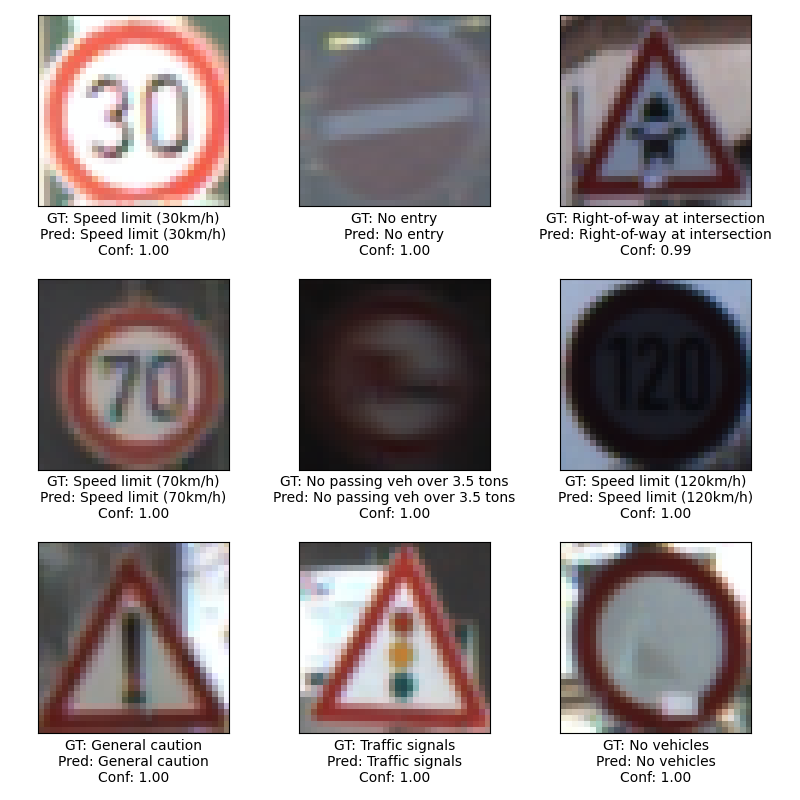 30
GT: Speed limit (30km/h)
Pred: Speed limit (30km/h)
Conf: 1.00
GT: No entry
Pred: No entry
Conf: 1.00
GT: Right-of-way at intersection
Pred: Right-of-way at intersection
Conf: 0.99
70
GT: Speed limit (70km/h)
Pred: Speed limit (70km/h)
Conf: 1.00
GT: No passing veh over 3.5 tons
Pred: No passing veh over 3.5 tons
Conf: 1.00
120
GT: Speed limit (120km/h)
Pred: Speed limit (120km/h)
Conf: 1.00
GT: General caution
Pred: General caution
Conf: 1.00
GT: Traffic signals
Pred: Traffic signals
Conf: 1.00
GT: No vehicles
Pred: No vehicles
Conf: 1.00